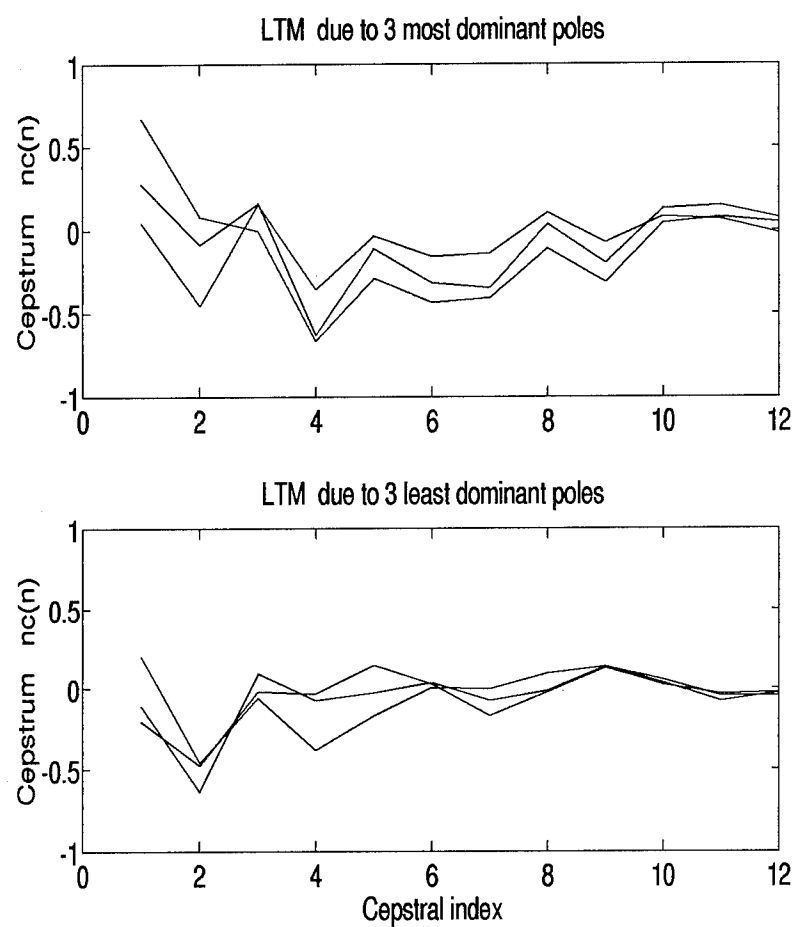 LTM due to 3 most dominant poles
Cepstrum nc(n)
1
0.5
0
-0.5
-1
0 2 4 6 8 10 12
LTM due to 3 least dominant poles
Cepstrum nc(n)
1
0.5
0
-0.5
-1
0 2 4 6 8 10 12
Cepstral index